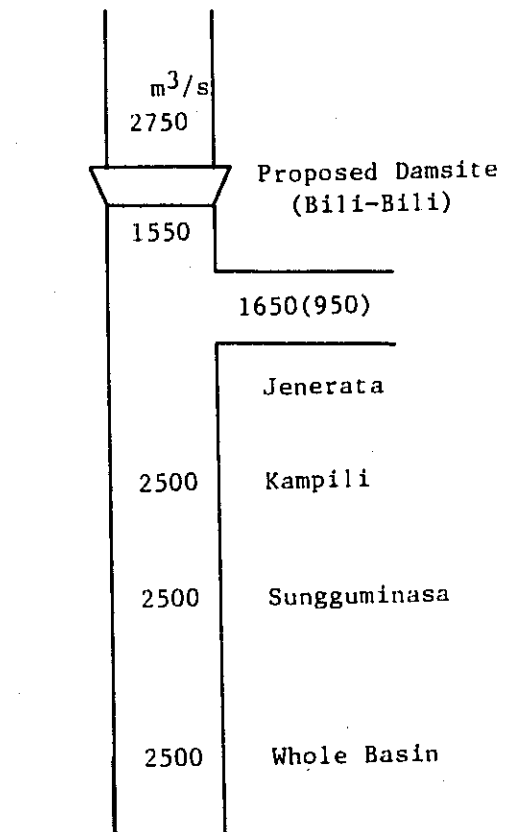 m³/s
2750
Proposed Damsite
(Bili-Bili)
1550
1650(950)
Jenerata
2500 Kampili
2500 Sungguminasa
2500 Whole Basin